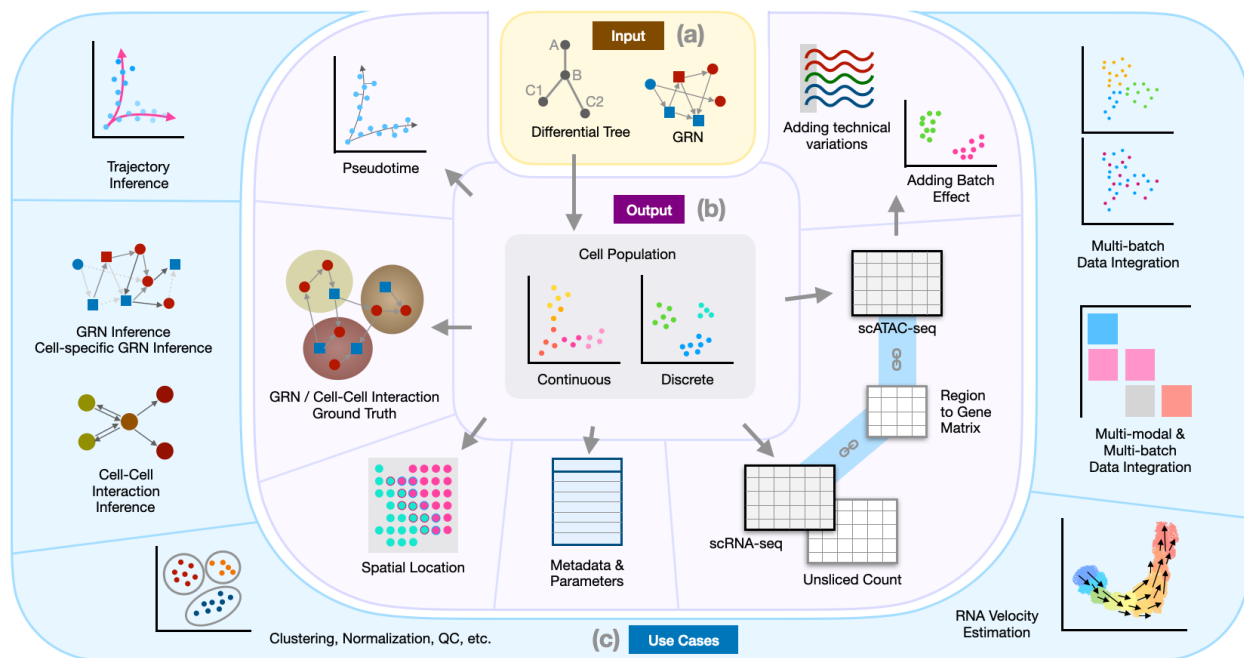 Input (a)
A
B
C1
C2
Differential Tree
GRN
Adding technical
variations
Adding Batch
Effect
Pseudotime
Trajectory
Inference
Multi-batch
Data Integration
Output (b)
Cell Population
Continuous
Discrete
scATAC-seq
GRN Inference
Cell-specific GRN Inference
GRN / Cell-Cell Interaction
Ground Truth
Region
to Gene
Matrix
Multi-modal &
Multi-batch
Data Integration
Cell-Cell
Interaction
Inference
Spatial Location
Metadata &
Parameters
scRNA-seq
Unsliced Count
RNA Velocity
Estimation
Clustering, Normalization, QC, etc.
(c) Use Cases